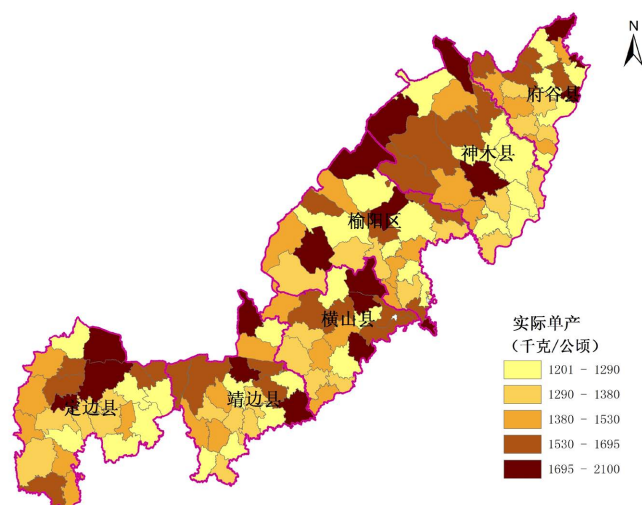 N
府谷县
神木县
榆阳区
横山县
靖边县
定边县
实际单产
（千克/公顷）
1201 - 1290
1290 - 1380
1380 - 1530
1530 - 1695
1695 - 2100